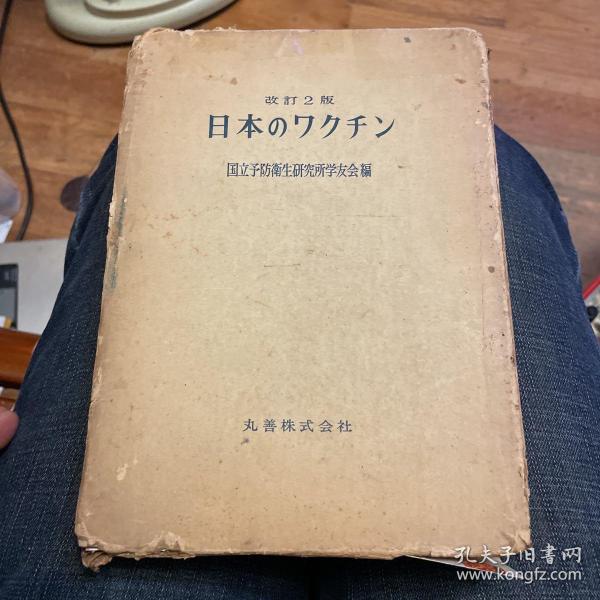 改訂2版
日本のワクチン
国立予防衛生研究所学友会編
丸善株式会社
孔夫子旧書网
www.kongfz.com